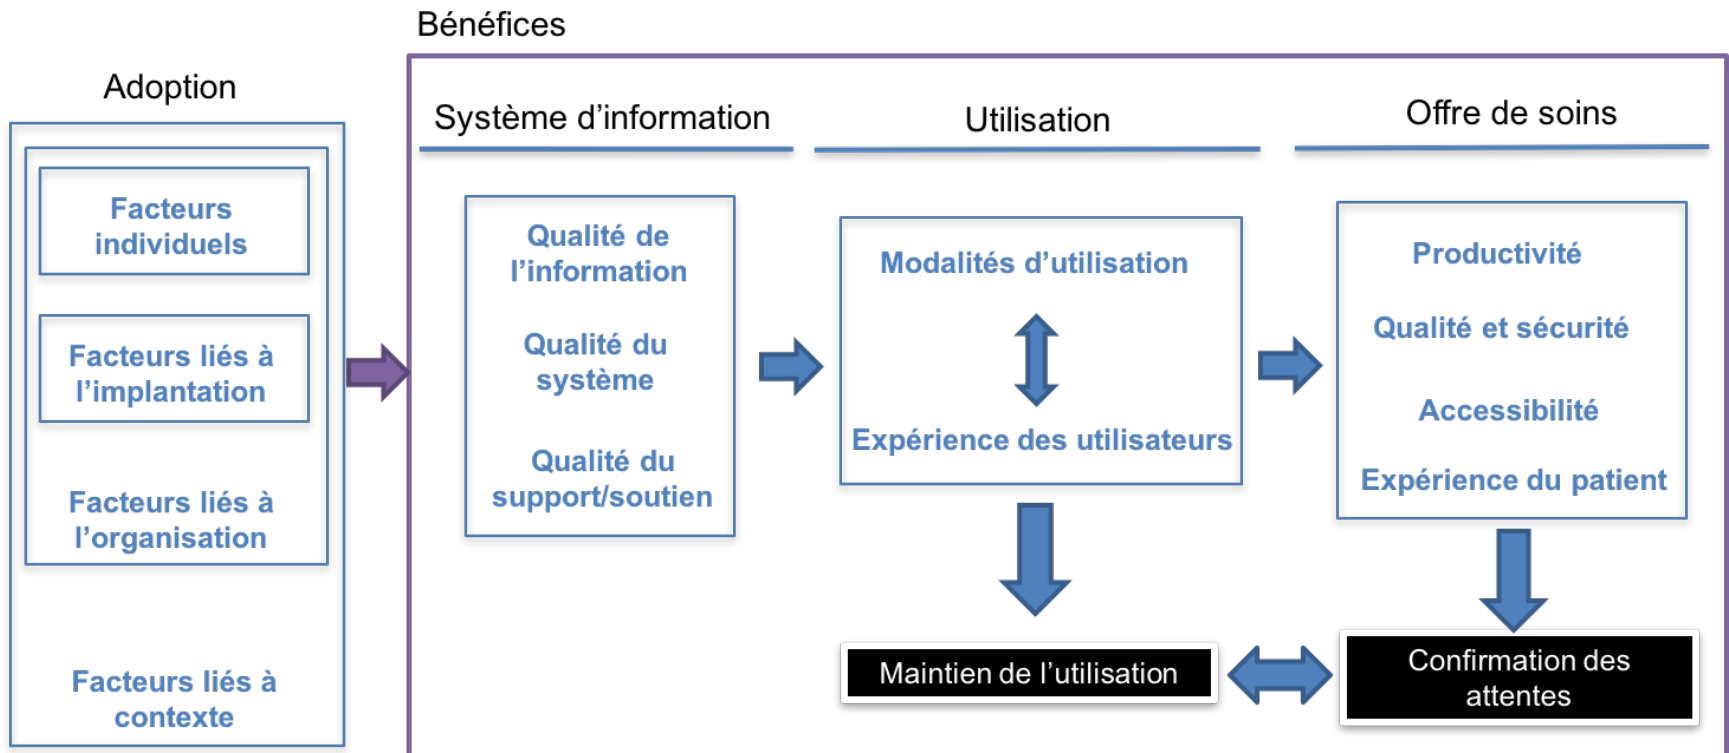 Bénéfices
Adoption
Facteurs
individuels
Facteurs liés à
l'implantation
Facteurs liés à
l'organisation
Facteurs liés à
contexte
Système d'information
Qualité de
l'information
Qualité du
système
Qualité du
support/soutien
Utilisation
Modalités d'utilisation
Expérience des utilisateurs
Offre de soins
Productivité
Qualité et sécurité
Accessibilité
Expérience du patient
Maintien de l'utilisation
Confirmation des
attentes